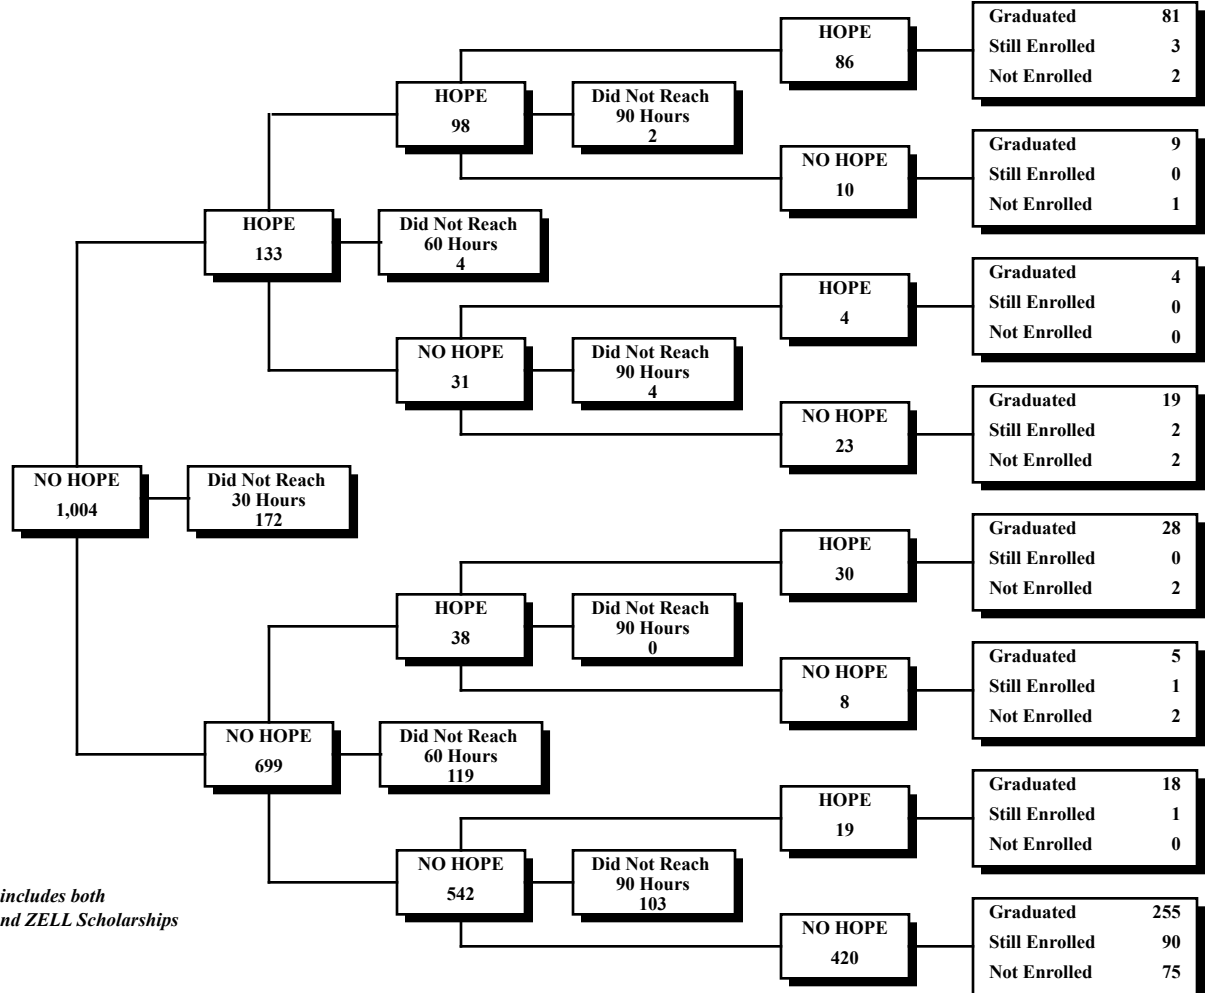 HOPE
86
Graduated 81
Still Enrolled 3
Not Enrolled 2
HOPE
98
Did Not Reach
90 Hours
2
NO HOPE
10
Graduated 9
Still Enrolled 0
Not Enrolled 1
HOPE
133
Did Not Reach
60 Hours
4
HOPE
4
Graduated 4
Still Enrolled 0
Not Enrolled 0
NO HOPE
31
Did Not Reach
90 Hours
4
NO HOPE
23
Graduated 19
Still Enrolled 2
Not Enrolled 2
NO HOPE
1,004
Did Not Reach
30 Hours
172
HOPE
30
Graduated 28
Still Enrolled 0
Not Enrolled 2
HOPE
38
Did Not Reach
90 Hours
0
NO HOPE
8
Graduated 5
Still Enrolled 1
Not Enrolled 2
NO HOPE
699
Did Not Reach
60 Hours
119
HOPE
19
Graduated 18
Still Enrolled 1
Not Enrolled 0
NO HOPE
542
Did Not Reach
90 Hours
103
NO HOPE
420
Graduated 255
Still Enrolled 90
Not Enrolled 75
includes both
nd ZELL Scholarships